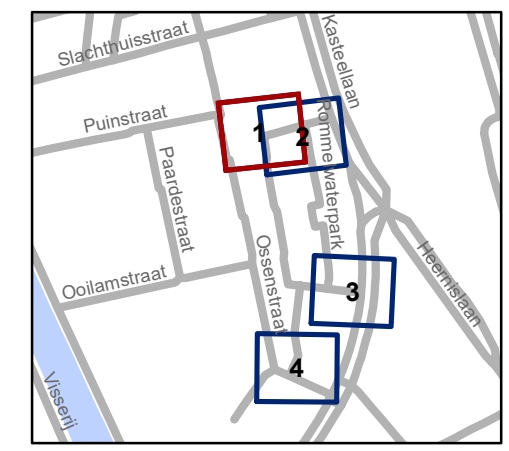 Slachthuisstraat
Kasteellaan
Puinstraat
1
2
Rommelwaterpark
Paardestraat
Ossenstraat
Heernislaan
Ooilamstraat
3
4
Visserij